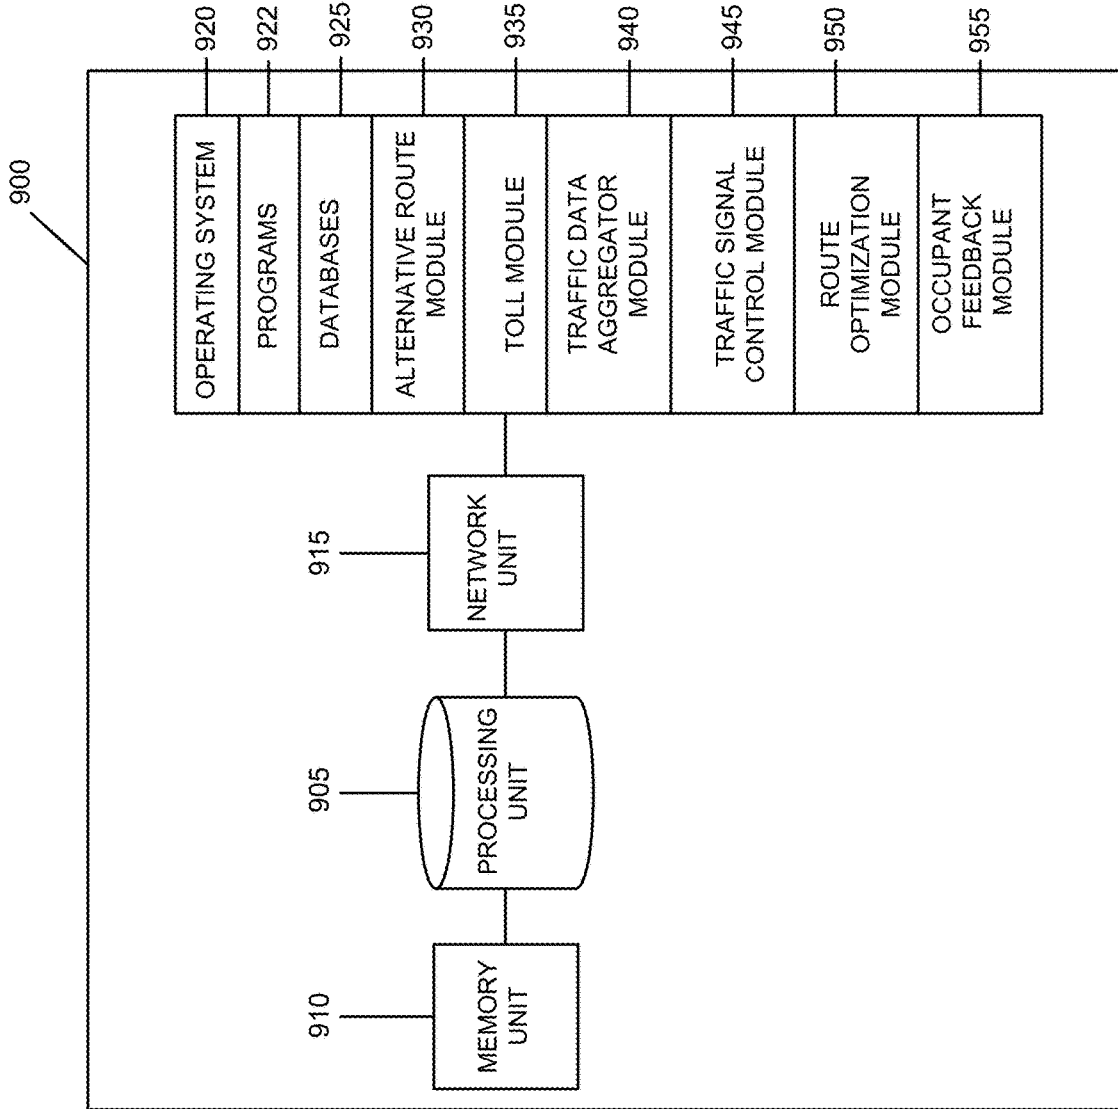 900
OPERATING SYSTEM
920
PROGRAMS
922
DATABASES
925
ALTERNATIVE ROUTE
MODULE
930
TOLL MODULE
935
TRAFFIC DATA
AGGREGATOR
MODULE
940
TRAFFIC SIGNAL
CONTROL MODULE
945
ROUTE
OPTIMIZATION
MODULE
950
OCCUPANT
FEEDBACK
MODULE
955
915
NETWORK
UNIT
905
PROCESSING
UNIT
910
MEMORY
UNIT